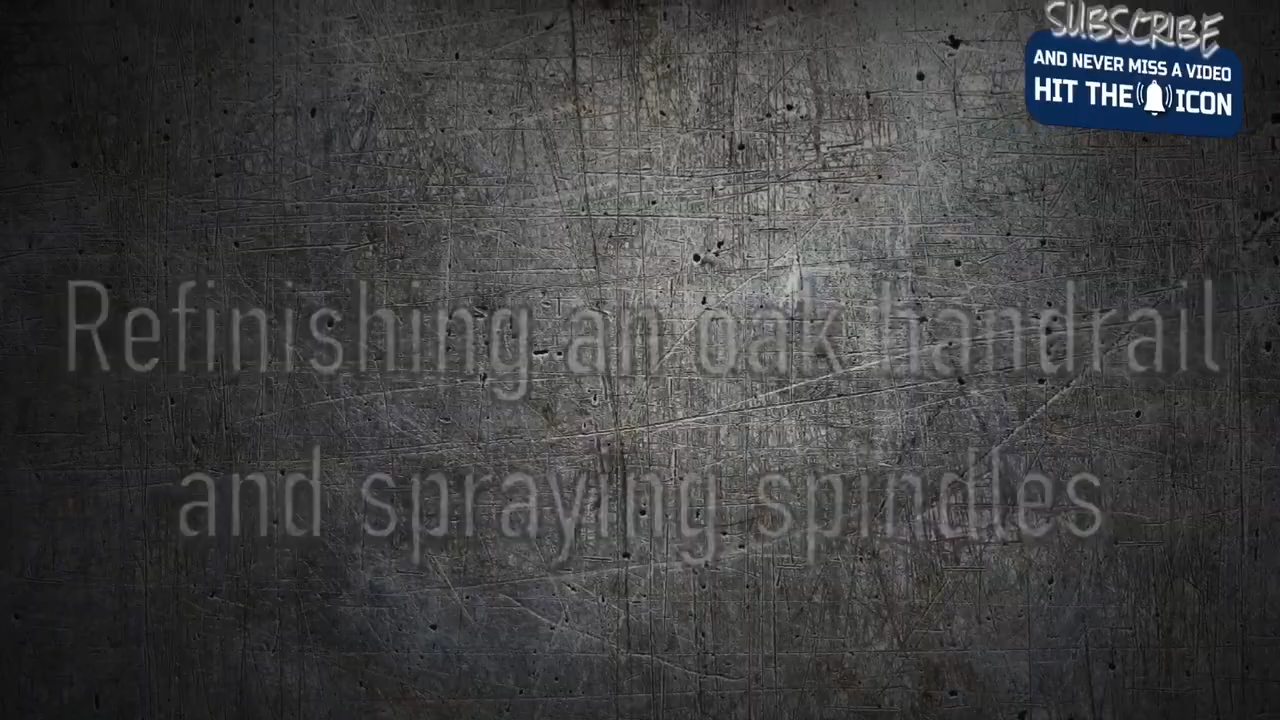 SUBSCRIBE
AND NEVER MISS A VIDEO
HIT THE ICON
Refinishing an oak handrail
and spraying spindles